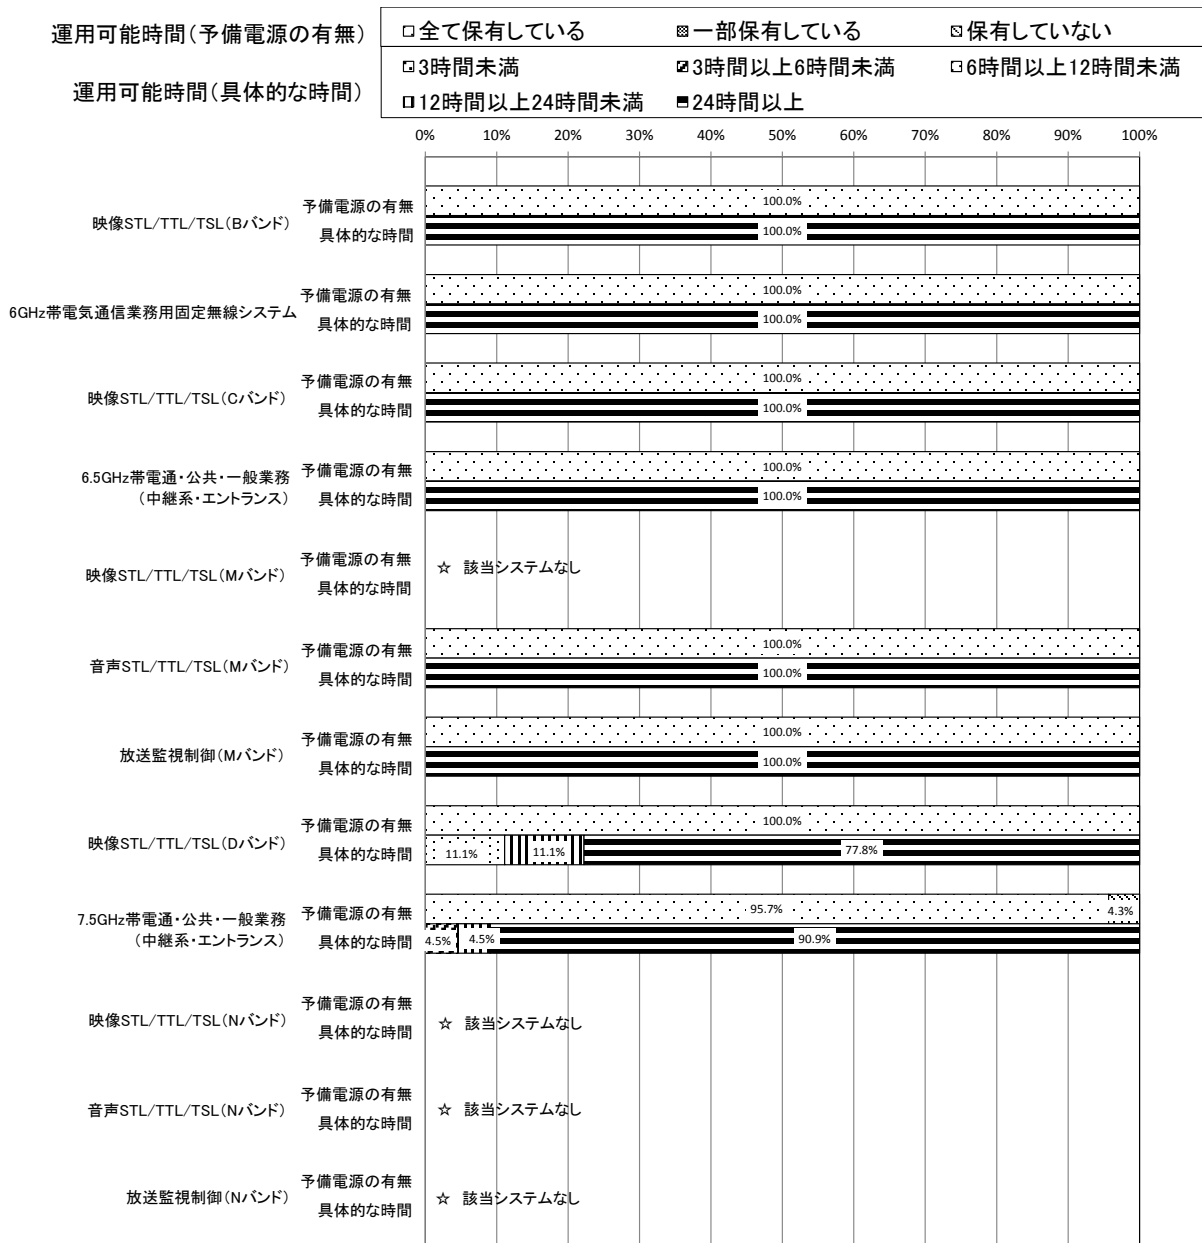 運用可能時間(予備電源の有無)
全て保有している 一部保有している 保有していない
運用可能時間(具体的な時間)
3時間未満 3時間以上6時間未満 6時間以上12時間未満
12時間以上24時間未満 24時間以上
0% 10% 20% 30% 40% 50% 60% 70% 80% 90% 100%
映像STL/TTL/TSL(Bバンド)
予備電源の有無 100.0%
具体的な時間 100.0%
6GHz帯電気通信業務用固定無線システム
予備電源の有無 100.0%
具体的な時間 100.0%
映像STL/TTL/TSL(Cバンド)
予備電源の有無 100.0%
具体的な時間 100.0%
6.5GHz帯電通・公共・一般業務
(中継系・エントランス)
予備電源の有無 100.0%
具体的な時間 100.0%
映像STL/TTL/TSL(Mバンド)
予備電源の有無
具体的な時間
☆ 該当システムなし
音声STL/TTL/TSL(Mバンド)
予備電源の有無 100.0%
具体的な時間 100.0%
放送監視制御(Mバンド)
予備電源の有無 100.0%
具体的な時間 100.0%
映像STL/TTL/TSL(Dバンド)
予備電源の有無 100.0%
具体的な時間 11.1% 11.1% 77.8%
7.5GHz帯電通・公共・一般業務
(中継系・エントランス)
予備電源の有無 95.7% 4.3%
具体的な時間 4.5% 4.5% 90.9%
映像STL/TTL/TSL(Nバンド)
予備電源の有無
具体的な時間
☆ 該当システムなし
音声STL/TTL/TSL(Nバンド)
予備電源の有無
具体的な時間
☆ 該当システムなし
放送監視制御(Nバンド)
予備電源の有無
具体的な時間
☆ 該当システムなし